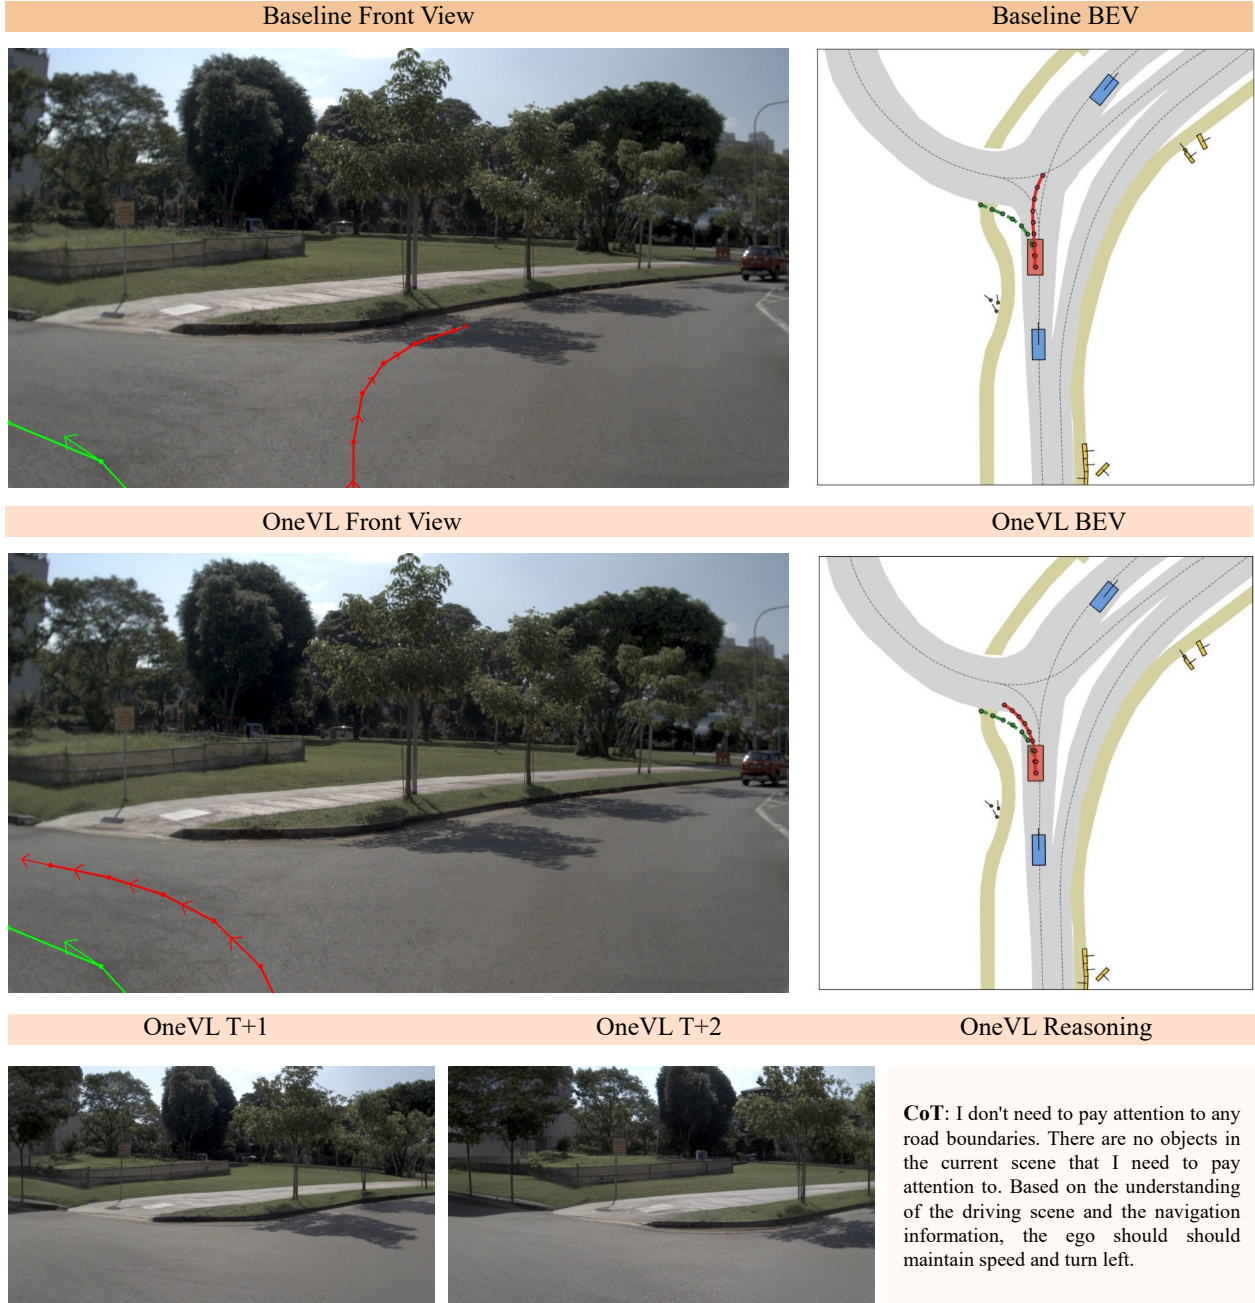 Baseline Front View
Baseline BEV
OneVL Front View
OneVL BEV
OneVL T+1
OneVL T+2
OneVL Reasoning
CoT: I don't need to pay attention to any
road boundaries. There are no objects in
the current scene that I need to pay
attention to. Based on the understanding
of the driving scene and the navigation
information, the ego should should
maintain speed and turn left.